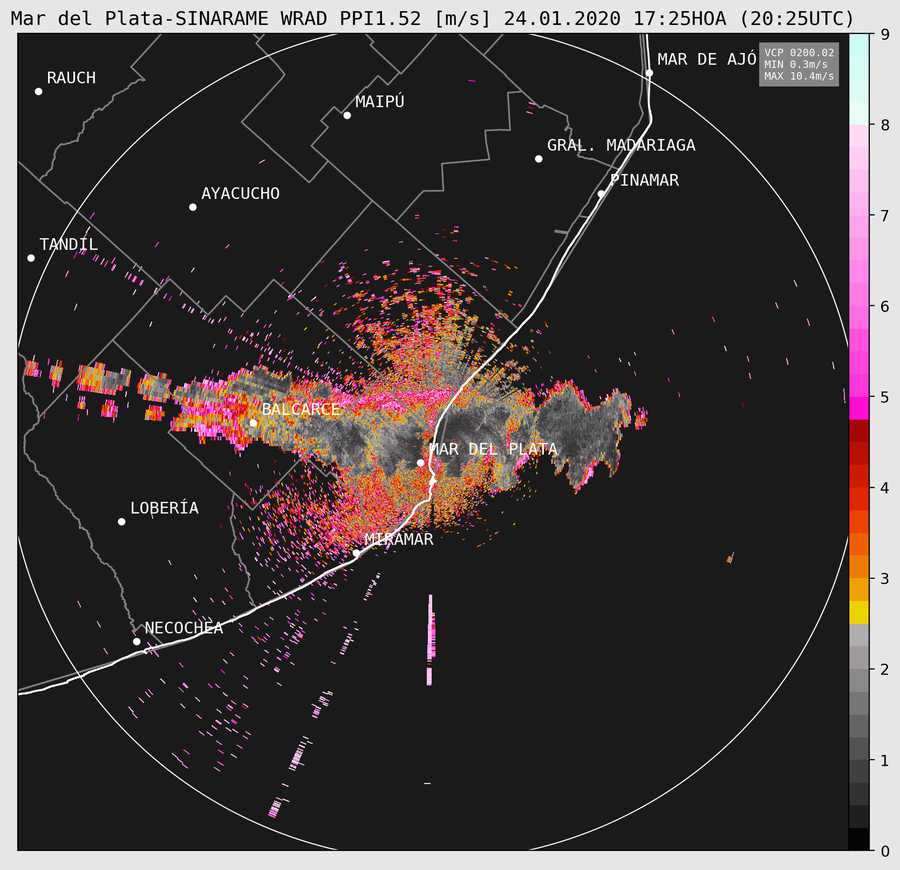 Mar del Plata-SINARAME WRAD PPI1.52 [m/s] 24.01.2020 17:25HOA (20:25UTC)
VCP 0200.02
MIN 0.3m/s
MAX 10.4m/s
MAR DE AJÓ
RAUCH
MAIPÚ
GRAL. MADARIAGA
PINAMAR
AYACUCHO
TANDIL
BALCARCE
MAR DEL PLATA
LOBERÍA
MIRAMAR
NECOCHEA
9
8
7
6
5
4
3
2
1
0